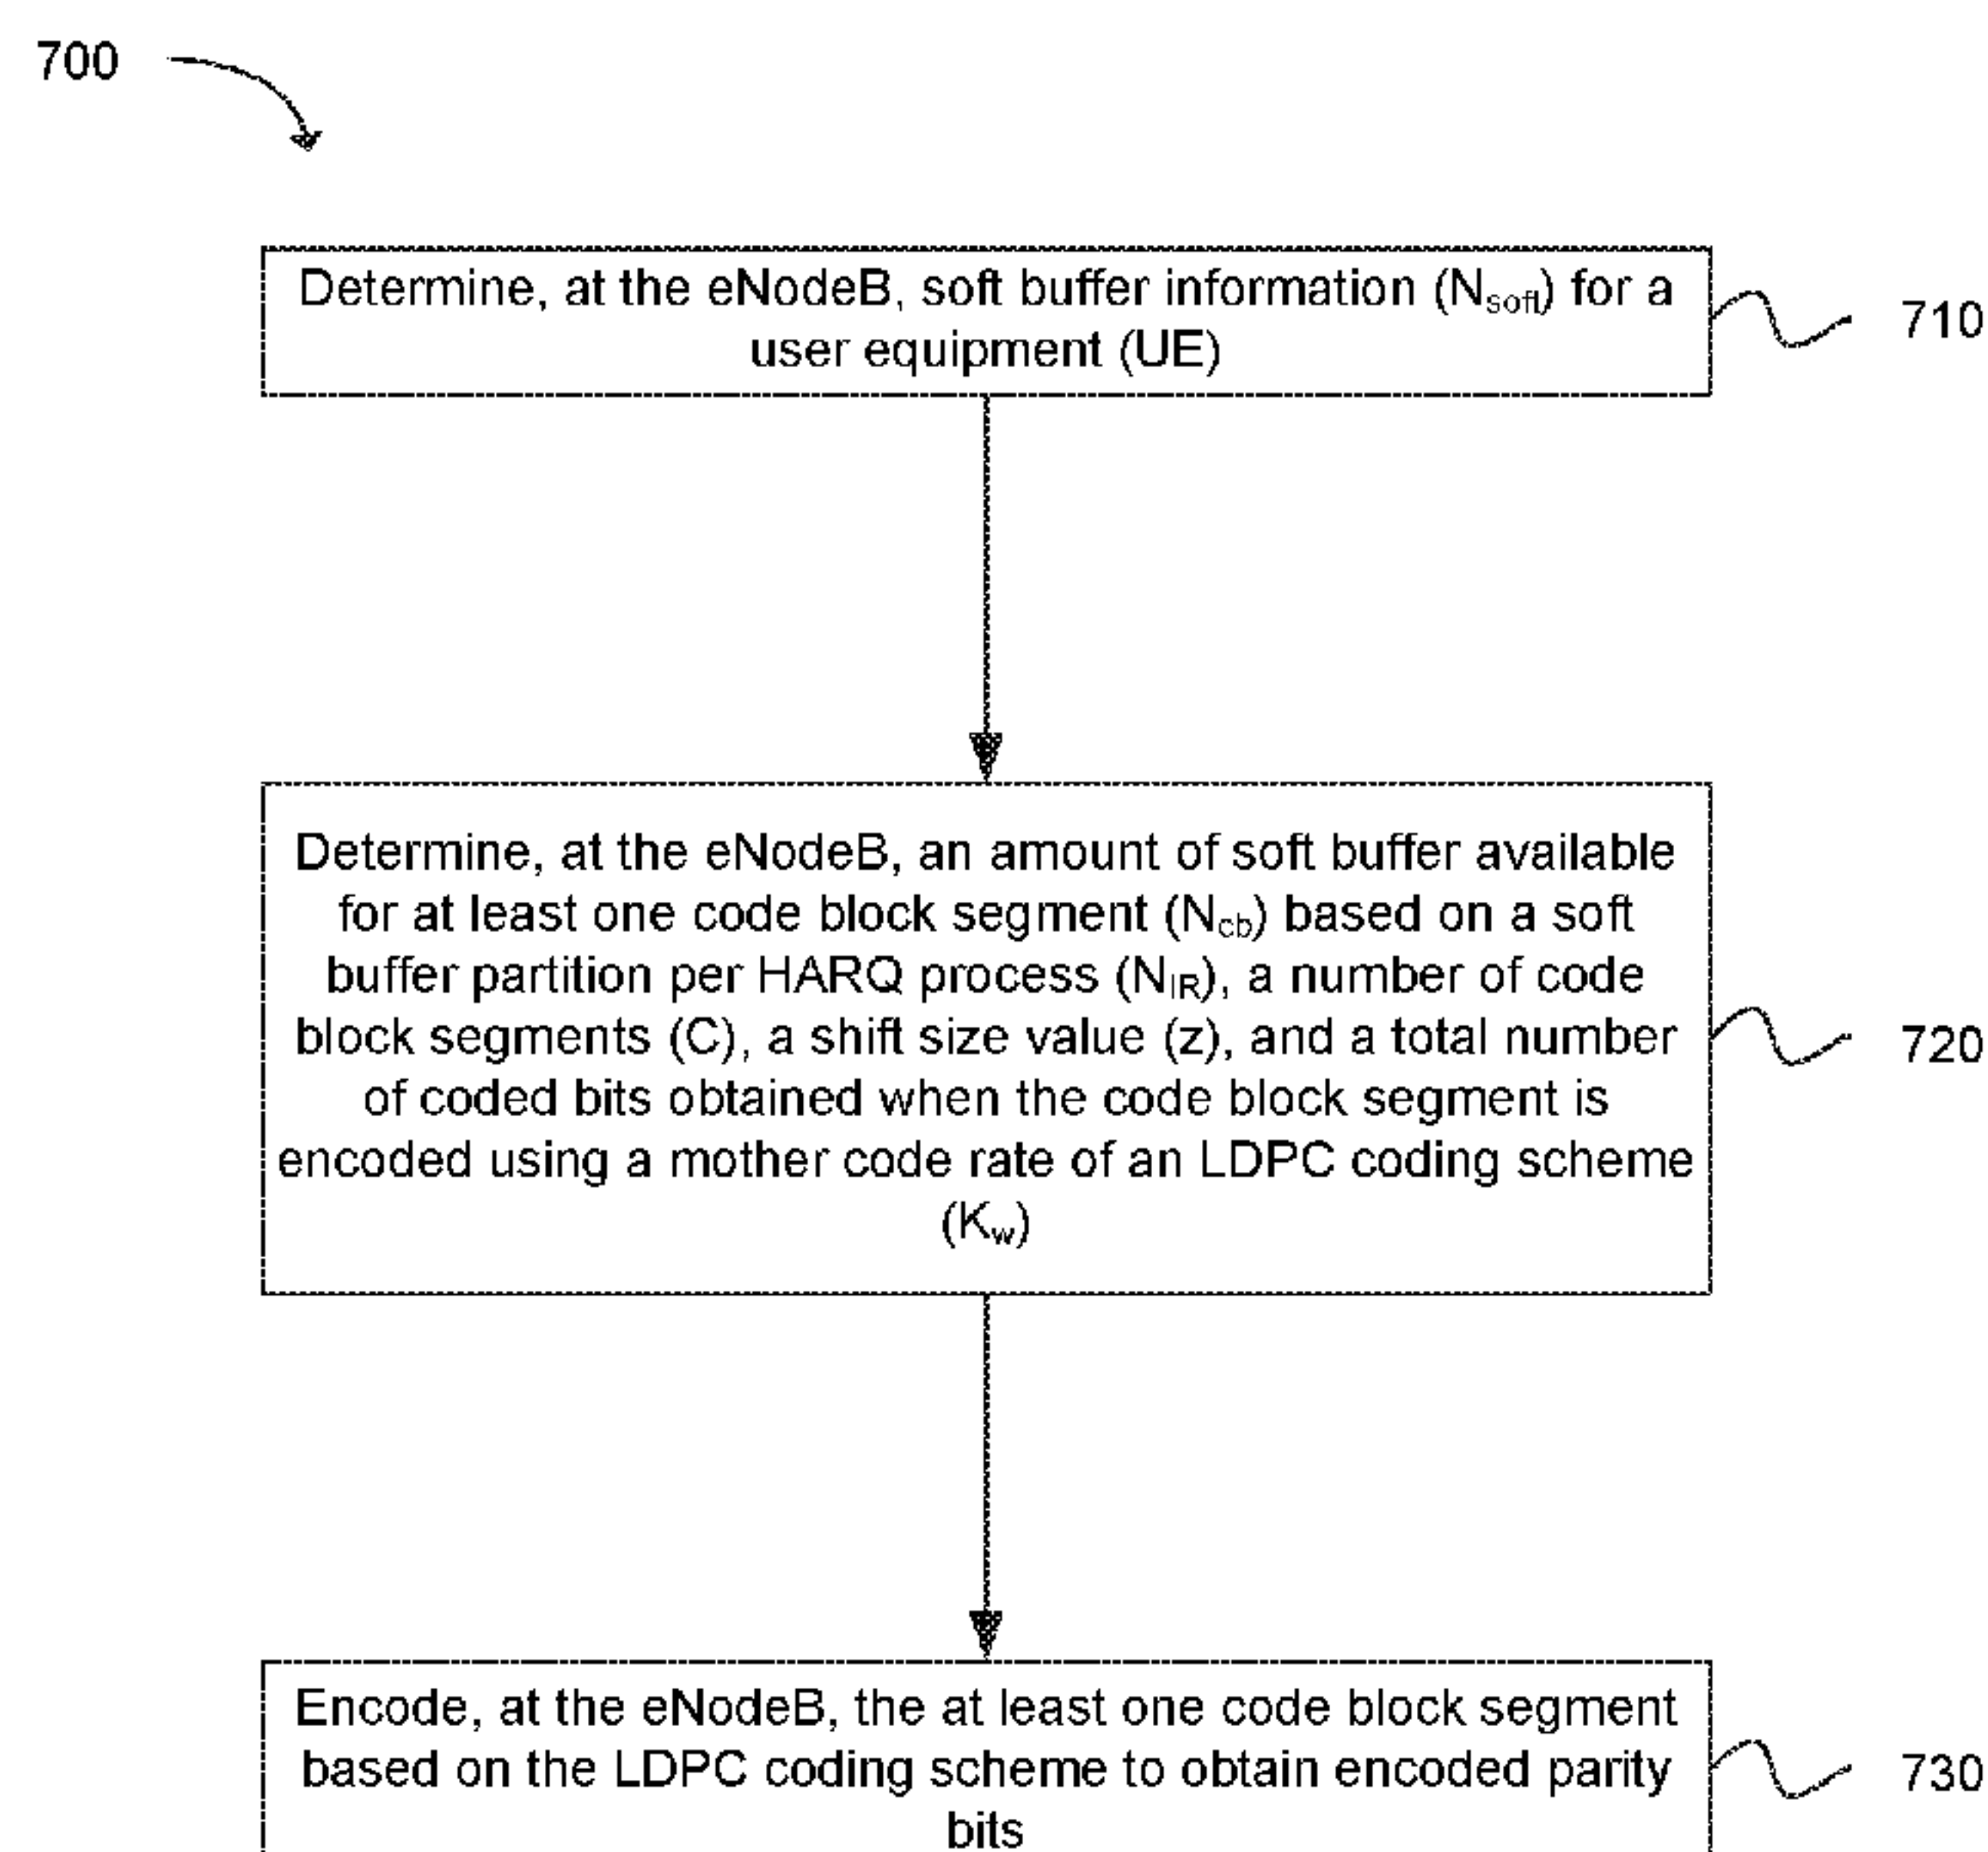 700
Determine, at the eNodeB, soft buffer information (Nsoft) for a
user equipment (UE)
710
Determine, at the eNodeB, an amount of soft buffer available
for at least one code block segment (Ncb) based on a soft
buffer partition per HARQ process (NIR), a number of code
block segments (C), a shift size value (z), and a total number
of coded bits obtained when the code block segment is
encoded using a mother code rate of an LDPC coding scheme
(Kw)
720
Encode, at the eNodeB, the at least one code block segment
based on the LDPC coding scheme to obtain encoded parity
bits
730